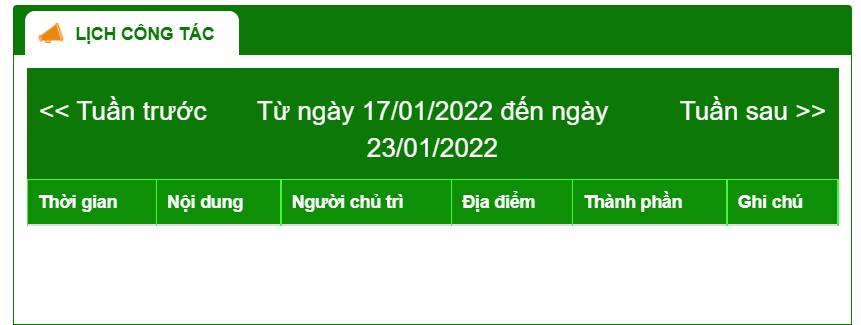 LỊCH CÔNG TÁC
<< Tuần trước Từ ngày 17/01/2022 đến ngày 23/01/2022 Tuần sau >>
Thời gian Nội dung Người chủ trì Địa điểm Thành phần Ghi chú